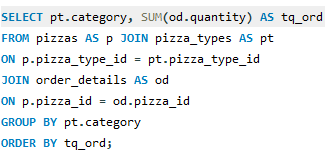 SELECT pt.category, SUM(od.quantity) AS tq_ord
FROM pizzas AS p JOIN pizza_types AS pt
ON p.pizza_type_id = pt.pizza_type_id
JOIN order_details AS od
ON p.pizza_id = od.pizza_id
GROUP BY pt.category
ORDER BY tq_ord;